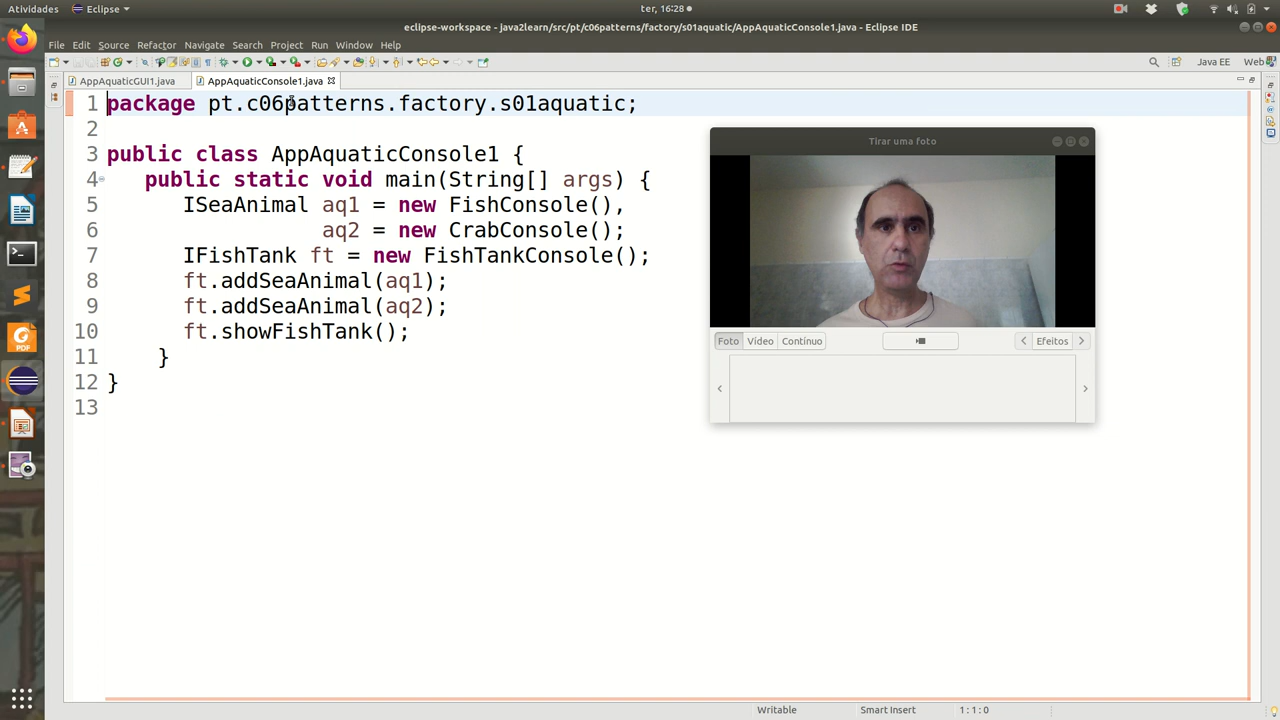 Atividades
Eclipse
ter, 16:28
eclipse-workspace - java2learn/src/pt/c06patterns/factory/s01aquatic/AppAquaticConsole1.java - Eclipse IDE
File Edit Source Refactor Navigate Search Project Run Window Help
Java EE
Web
AppAquaticGUI1.java
AppAquaticConsole1.java
1 package pt.c06patterns.factory.s01aquatic;
2
3 public class AppAquaticConsole1 {
4 public static void main(String[] args) {
5 ISeaAnimal aq1 = new FishConsole(),
6 aq2 = new CrabConsole();
7 IFishTank ft = new FishTankConsole();
8 ft.addSeaAnimal(aq1);
9 ft.addSeaAnimal(aq2);
10 ft.showFishTank();
11 }
12 }
13
Tirar uma foto
Foto Vídeo Contínuo
Efeitos
PDF
Writable
Smart Insert
1 : 1 : 0